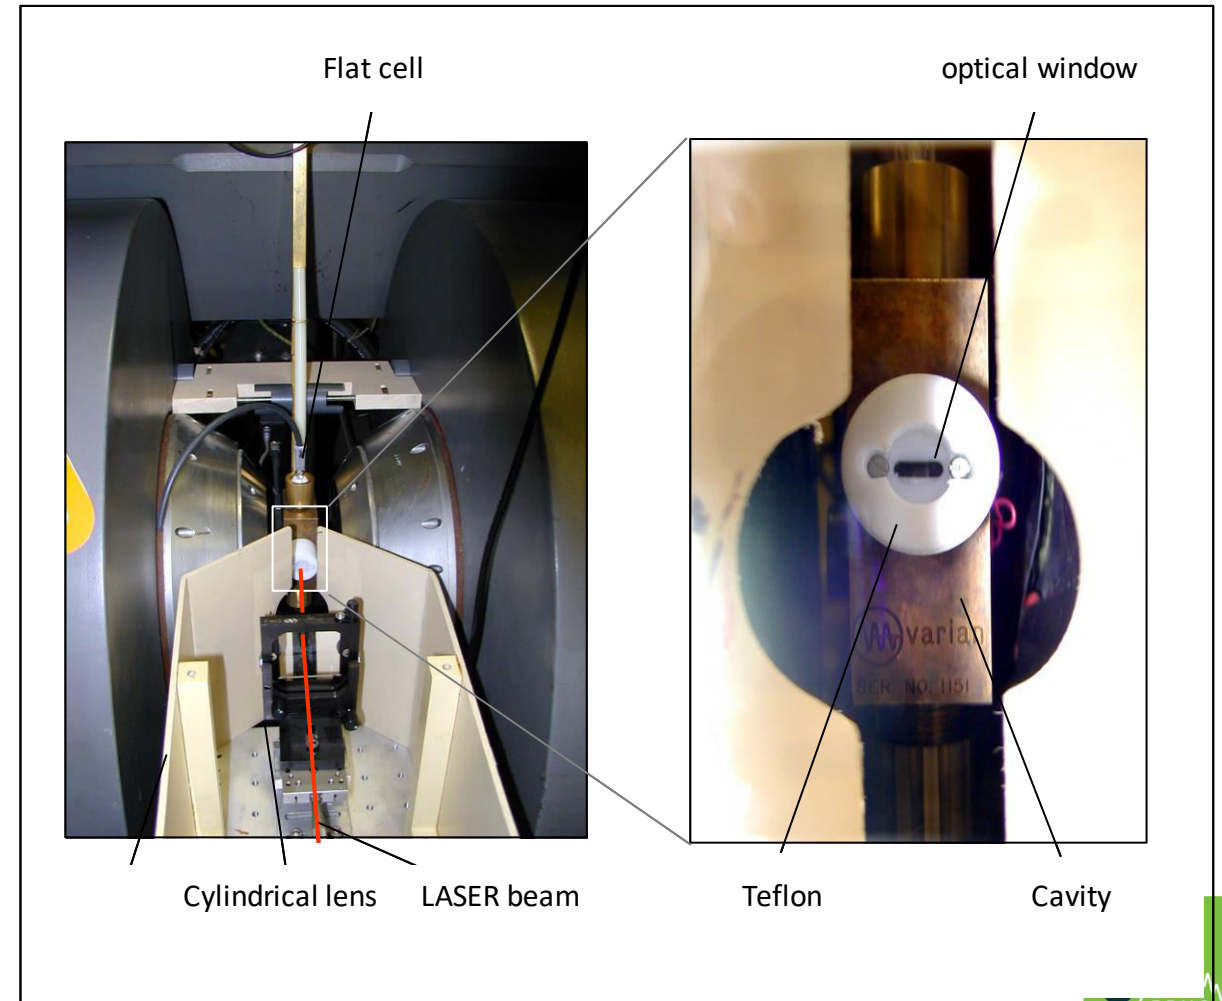 Flat cell
optical window
varian
SER NO. 1151
Cylindrical lens
LASER beam
Teflon
Cavity